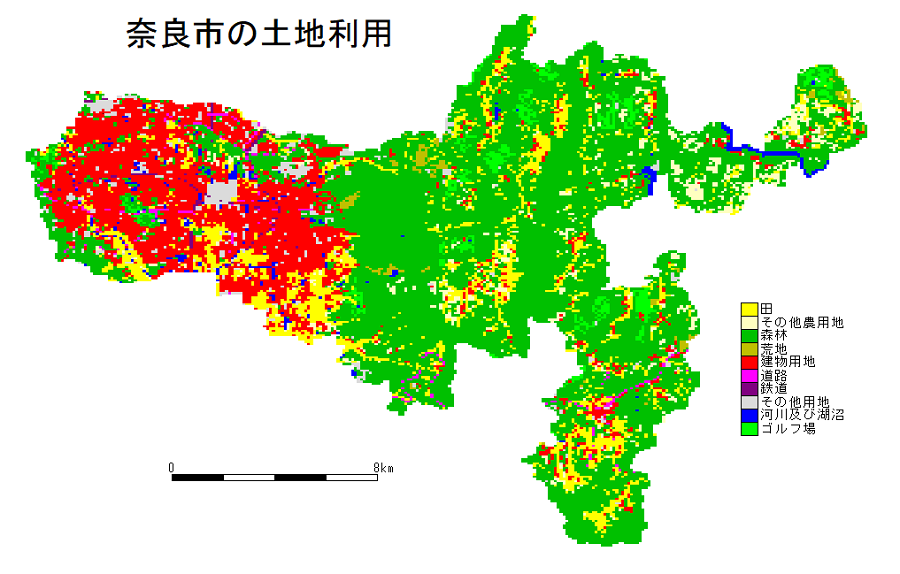 奈良市の土地利用
田
その他農用地
森林
荒地
建物用地
道路
鉄道
その他用地
河川及び湖沼
ゴルフ場
0 8km